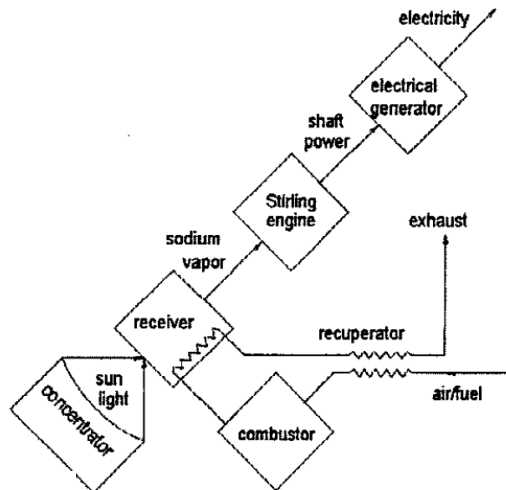 electricity
electrical
generator
shaft
power
Stirling
engine
exhaust
sodium
vapor
receiver
recuperator
sun
light
air/fuel
concentrator
combustor